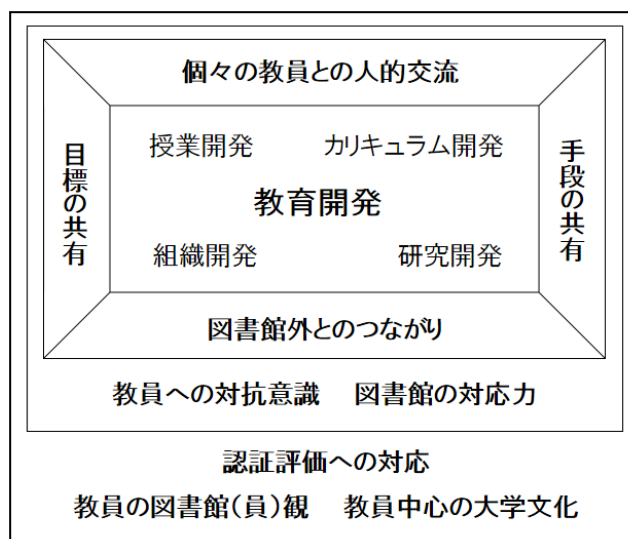 個々の教員との人的交流
目標の共有
授業開発 カリキュラム開発
教育開発
組織開発 研究開発
手段の共有
図書館外とのつながり
教員への対抗意識 図書館の対応力
認証評価への対応
教員の図書館(員)観 教員中心の大学文化